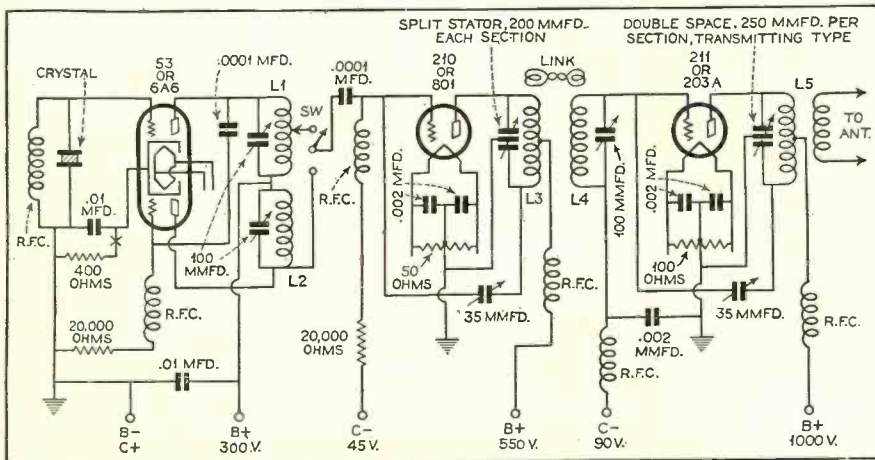 CRYSTAL
53
OR
6A6
.0001 MFD.
L1
SW
.0001
MFD.
SPLIT STATOR, 200 MMFD.
EACH SECTION
210
OR
801
LINK
DOUBLE SPACE. 250 MMFD. PER
SECTION, TRANSMITTING TYPE
211
OR
203A
L5
TO
ANT.
R.F.C.
.01
MFD.
400
OHMS
20,000
OHMS
R.F.C.
100
MMFD.
L2
R.F.C.
.002 MFD.
50
OHMS
L3
L4
100 MMFD.
.002 MFD.
100
OHMS
35 MMFD.
R.F.C.
20,000
OHMS
.002
MMFD.
35 MMFD.
R.F.C.
R.F.C.
.01 MFD.
B-
C+
B+
300 V.
C-
45 V.
B+
550 V.
C-
90 V.
B+
1000 V.